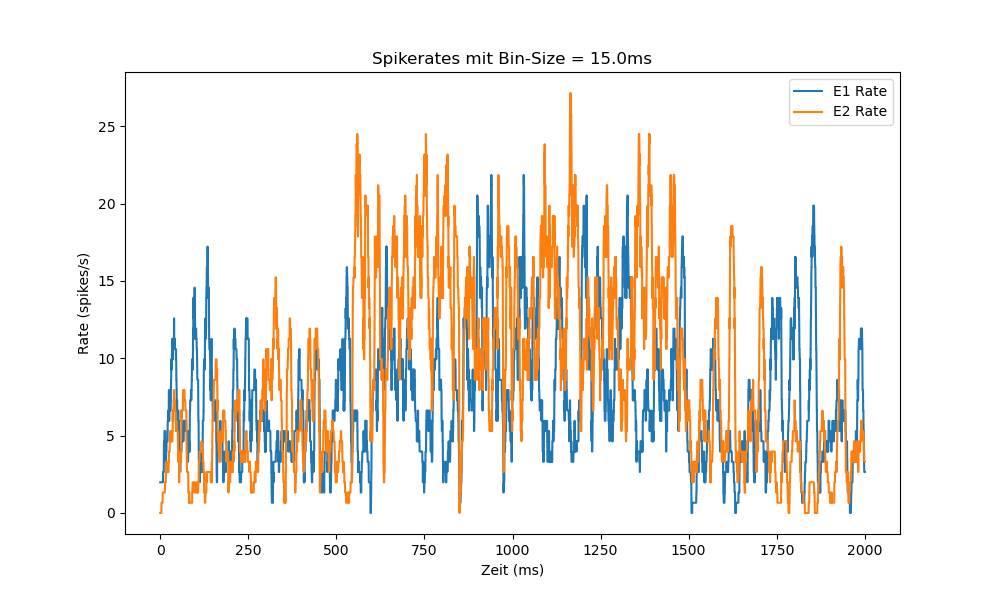 Spikerates mit Bin-Size = 15.0ms
E1 Rate
E2 Rate
Rate (spikes/s)
25
20
15
10
5
0
0 250 500 750 1000 1250 1500 1750 2000
Zeit (ms)